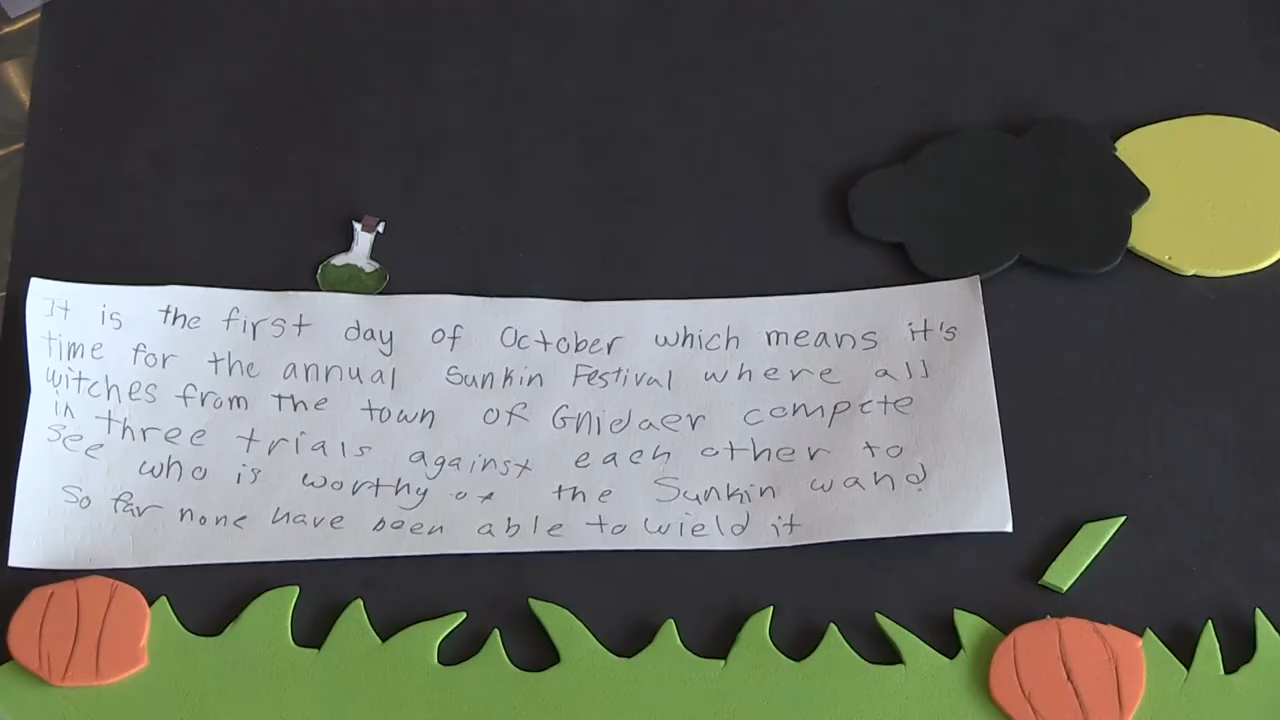 It is the first day of October which means it's
time for the annual Sunkin Festival where all
witches from the town of Gnidaer compete
in three trials against each other to
see who is worthy of the Sunkin wand
So far none have been able to wield it